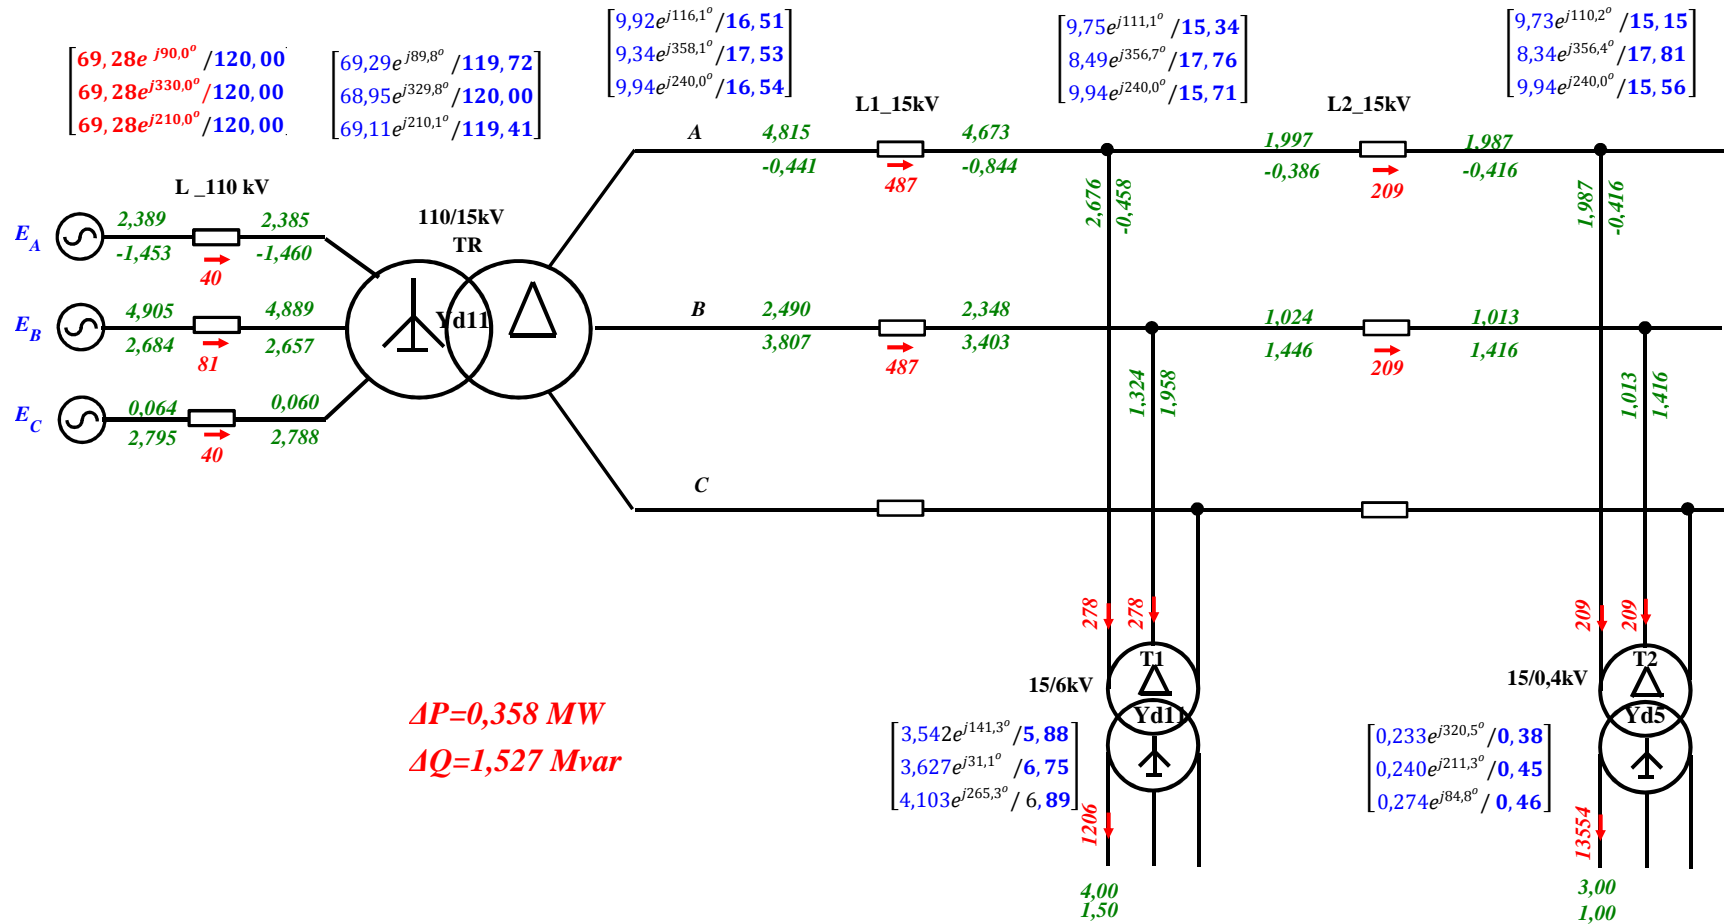 69,28e^j90,0° /120,00
69,28e^j330,0° /120,00
69,28e^j210,0° /120,00
69,29e^j89,8° /119,72
68,95e^j329,8° /120,00
69,11e^j210,1° /119,41
9,92e^j116,1° /16,51
9,34e^j358,1° /17,53
9,94e^j240,0° /16,54
9,75e^j111,1° /15,34
8,49e^j356,7° /17,76
9,94e^j240,0° /15,71
9,73e^j110,2° /15,15
8,34e^j356,4° /17,81
9,94e^j240,0° /15,56
L1_15kV
L2_15kV
A
4,815
4,673
1,997
1,987
-0,441
-0,844
-0,386
-0,416
487
209
L _110 kV
110/15kV
TR
2,676
-0,458
1,987
-0,416
E_A
2,389
2,385
-1,453
-1,460
40
E_B
4,905
4,889
2,684
2,657
81
Yd11
B
2,490
2,348
1,024
1,013
3,807
3,403
1,446
1,416
487
209
E_C
0,064
0,060
2,795
2,788
40
1,324
1,958
1,013
1,416
C
278
278
209
209
T1
T2
15/6kV
15/0,4kV
Yd11
Yd5
ΔP=0,358 MW
ΔQ=1,527 Mvar
3,542e^j141,3° /5,88
3,627e^j31,1° /6,75
4,103e^j265,3° / 6,89
0,233e^j320,5° /0,38
0,240e^j211,3° /0,45
0,274e^j84,8° / 0,46
1206
13554
4,00
1,50
3,00
1,00